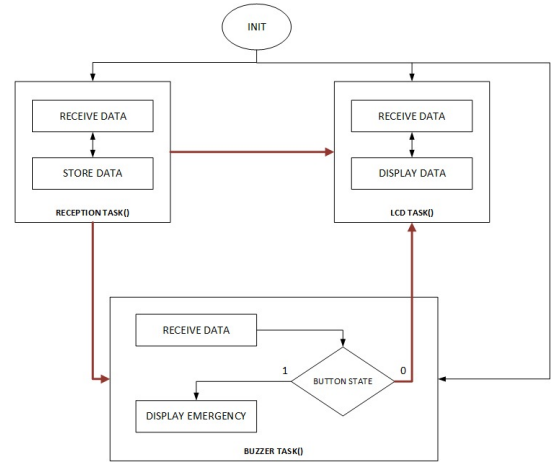 INIT
RECEIVE DATA
STORE DATA
RECEPTION TASK()
RECEIVE DATA
DISPLAY DATA
LCD TASK()
RECEIVE DATA
BUTTON STATE
1
0
DISPLAY EMERGENCY
BUZZER TASK()